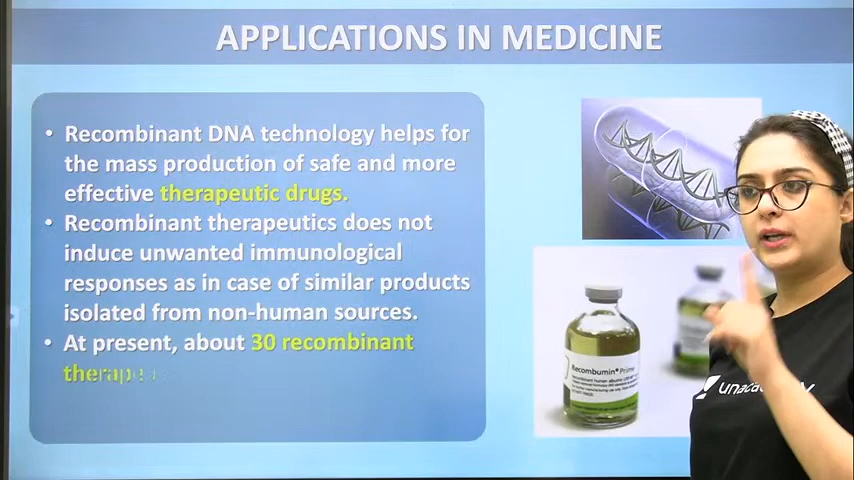 APPLICATIONS IN MEDICINE
• Recombinant DNA technology helps for
the mass production of safe and more
effective therapeutic drugs.
• Recombinant therapeutics does not
induce unwanted immunological
responses as in case of similar products
isolated from non-human sources.
• At present, about 30 recombinant
Recombumin® Prime